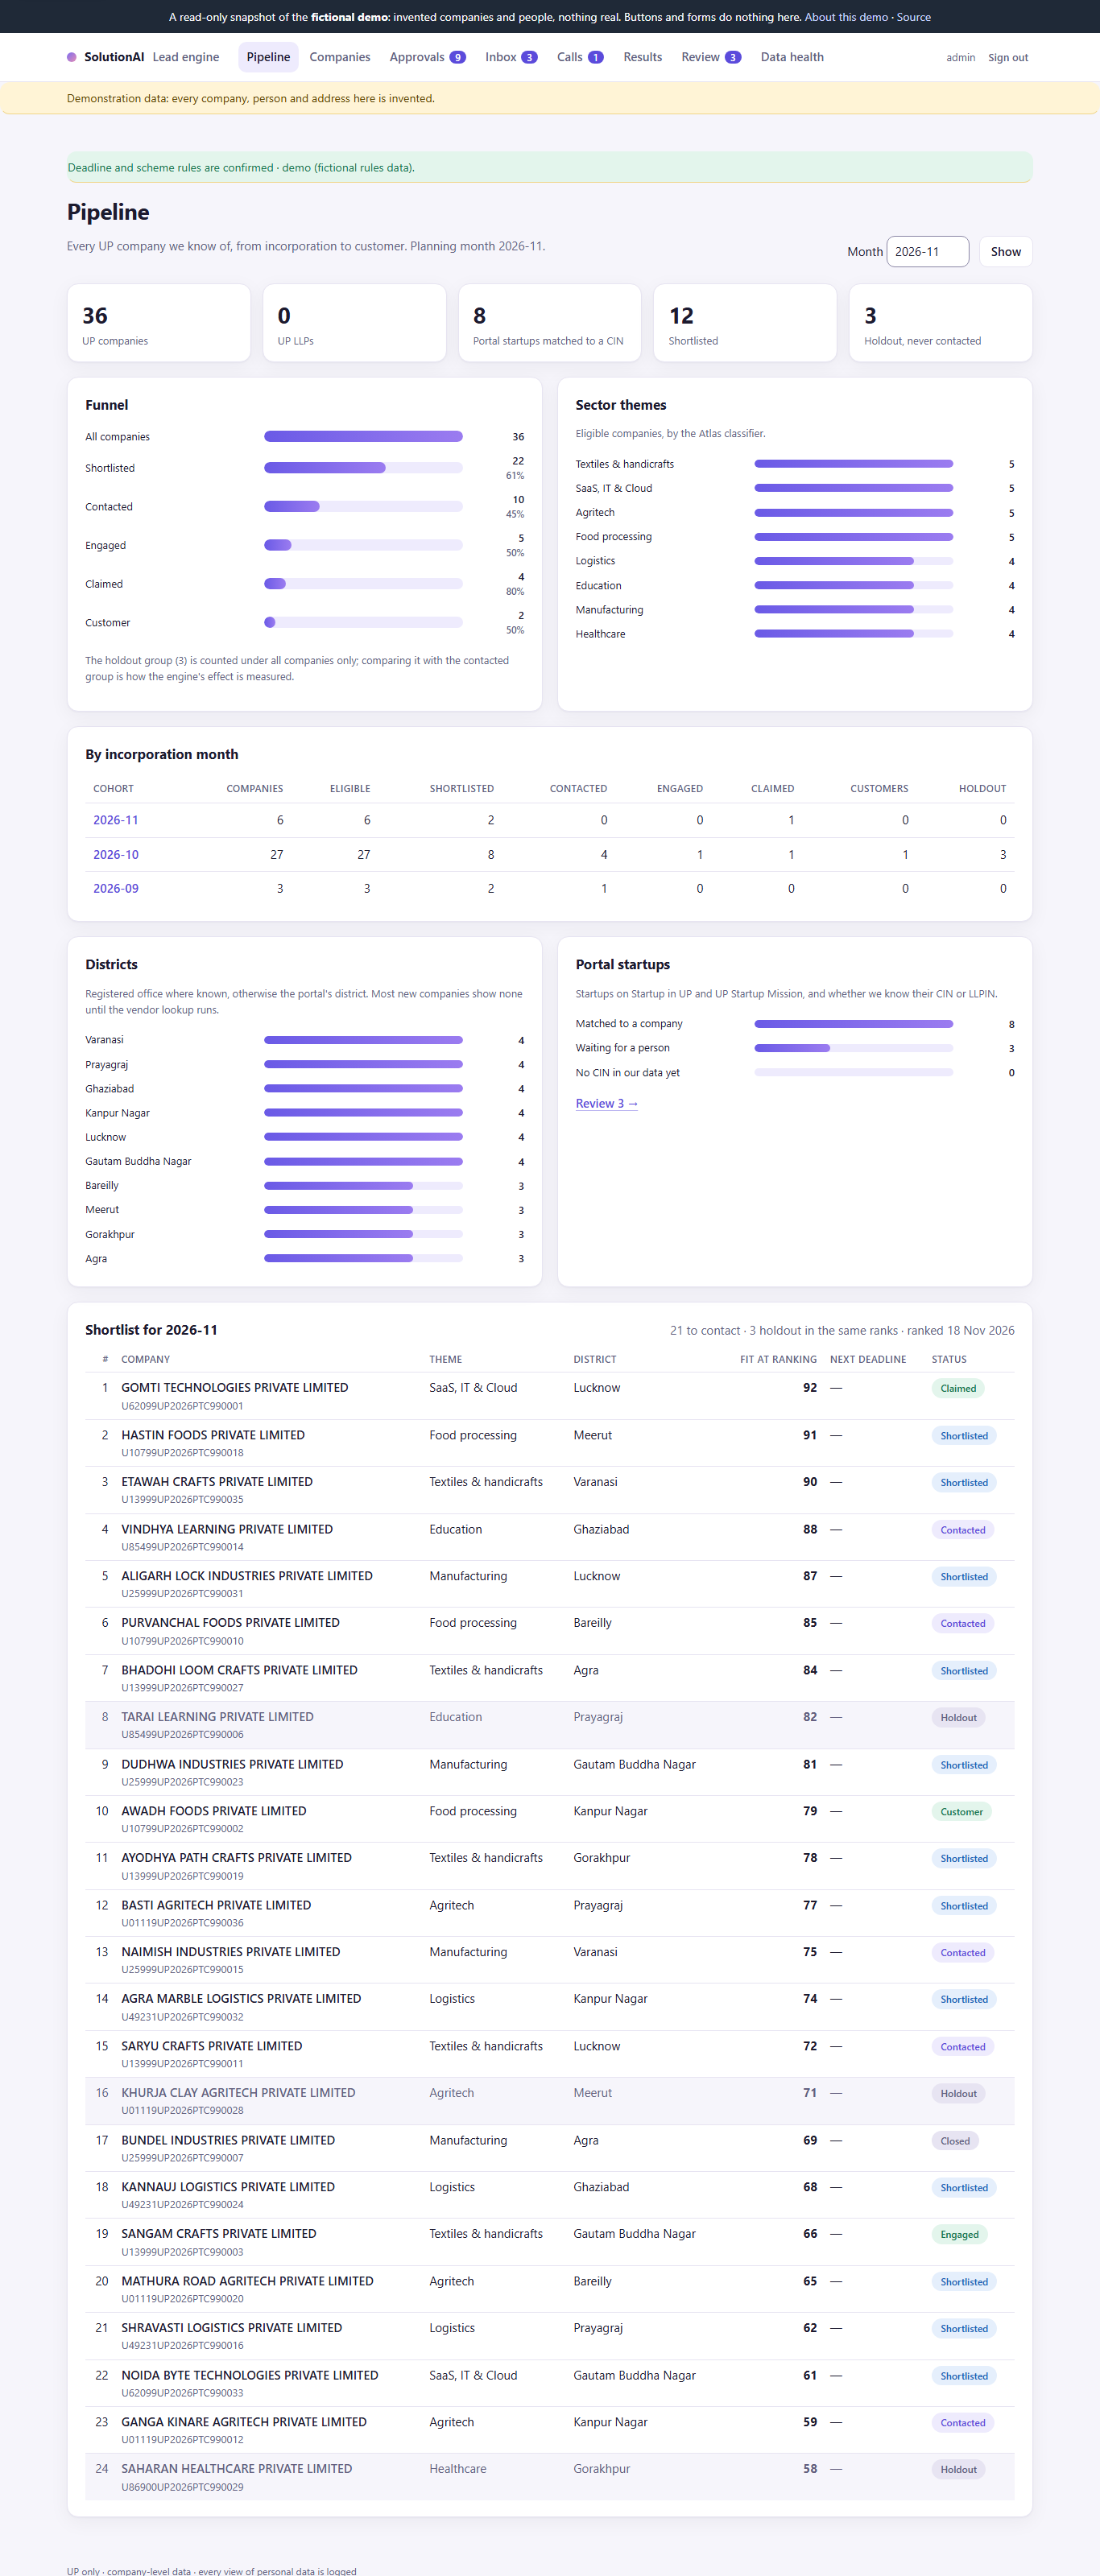 A read-only snapshot of the fictional demo: invented companies and people, nothing real. Buttons and forms do nothing here. About this demo · Source
SolutionAI Lead engine Pipeline Companies Approvals 9 Inbox 3 Calls 1 Results Review 3 Data health admin Sign out
Demonstration data: every company, person and address here is invented.
Deadline and scheme rules are confirmed · demo (fictional rules data).
Pipeline
Every UP company we know of, from incorporation to customer. Planning month 2026-11.
Month 2026-11 Show
36
UP companies
0
UP LLPs
8
Portal startups matched to a CIN
12
Shortlisted
3
Holdout, never contacted
Funnel
All companies 36
Shortlisted 22
61%
Contacted 10
45%
Engaged 5
50%
Claimed 4
80%
Customer 2
50%
The holdout group (3) is counted under all companies only; comparing it with the contacted
group is how the engine's effect is measured.
Sector themes
Eligible companies, by the Atlas classifier.
Textiles & handicrafts 5
SaaS, IT & Cloud 5
Agritech 5
Food processing 5
Logistics 4
Education 4
Manufacturing 4
Healthcare 4
By incorporation month
COHORT COMPANIES ELIGIBLE SHORTLISTED CONTACTED ENGAGED CLAIMED CUSTOMERS HOLDOUT
2026-11 6 6 2 0 0 1 0 0
2026-10 27 27 8 4 1 1 1 3
2026-09 3 3 2 1 0 0 0 0
Districts
Registered office where known, otherwise the portal's district. Most new companies show none
until the vendor lookup runs.
Varanasi 4
Prayagraj 4
Ghaziabad 4
Kanpur Nagar 4
Lucknow 4
Gautam Buddha Nagar 4
Bareilly 3
Meerut 3
Gorakhpur 3
Agra 3
Portal startups
Startups on Startup in UP and UP Startup Mission, and whether we know their CIN or LLPIN.
Matched to a company 8
Waiting for a person 3
No CIN in our data yet 0
Review 3 →
Shortlist for 2026-11 21 to contact · 3 holdout in the same ranks · ranked 18 Nov 2026
# COMPANY THEME DISTRICT FIT AT RANKING NEXT DEADLINE STATUS
1 GOMTI TECHNOLOGIES PRIVATE LIMITED SaaS, IT & Cloud Lucknow 92 — Claimed
U62099UP2026PTC990001
2 HASTIN FOODS PRIVATE LIMITED Food processing Meerut 91 — Shortlisted
U10799UP2026PTC990018
3 ETAWAH CRAFTS PRIVATE LIMITED Textiles & handicrafts Varanasi 90 — Shortlisted
U13999UP2026PTC990035
4 VINDHYA LEARNING PRIVATE LIMITED Education Ghaziabad 88 — Contacted
U85499UP2026PTC990014
5 ALIGARH LOCK INDUSTRIES PRIVATE LIMITED Manufacturing Lucknow 87 — Shortlisted
U25999UP2026PTC990031
6 PURVANCHAL FOODS PRIVATE LIMITED Food processing Bareilly 85 — Contacted
U10799UP2026PTC990010
7 BHADOHI LOOM CRAFTS PRIVATE LIMITED Textiles & handicrafts Agra 84 — Shortlisted
U13999UP2026PTC990027
8 TARAI LEARNING PRIVATE LIMITED Education Prayagraj 82 — Holdout
U85499UP2026PTC990006
9 DUDHWA INDUSTRIES PRIVATE LIMITED Manufacturing Gautam Buddha Nagar 81 — Shortlisted
U25999UP2026PTC990023
10 AWADH FOODS PRIVATE LIMITED Food processing Kanpur Nagar 79 — Customer
U10799UP2026PTC990002
11 AYODHYA PATH CRAFTS PRIVATE LIMITED Textiles & handicrafts Gorakhpur 78 — Shortlisted
U13999UP2026PTC990019
12 BASTI AGRITECH PRIVATE LIMITED Agritech Prayagraj 77 — Shortlisted
U01119UP2026PTC990036
13 NAIMISH INDUSTRIES PRIVATE LIMITED Manufacturing Varanasi 75 — Contacted
U25999UP2026PTC990015
14 AGRA MARBLE LOGISTICS PRIVATE LIMITED Logistics Kanpur Nagar 74 — Shortlisted
U49231UP2026PTC990032
15 SARYU CRAFTS PRIVATE LIMITED Textiles & handicrafts Lucknow 72 — Contacted
U13999UP2026PTC990011
16 KHURJA CLAY AGRITECH PRIVATE LIMITED Agritech Meerut 71 — Holdout
U01119UP2026PTC990028
17 BUNDEL INDUSTRIES PRIVATE LIMITED Manufacturing Agra 69 — Closed
U25999UP2026PTC990007
18 KANNAUJ LOGISTICS PRIVATE LIMITED Logistics Ghaziabad 68 — Shortlisted
U49231UP2026PTC990024
19 SANGAM CRAFTS PRIVATE LIMITED Textiles & handicrafts Gautam Buddha Nagar 66 — Engaged
U13999UP2026PTC990003
20 MATHURA ROAD AGRITECH PRIVATE LIMITED Agritech Bareilly 65 — Shortlisted
U01119UP2026PTC990020
21 SHRAVASTI LOGISTICS PRIVATE LIMITED Logistics Prayagraj 62 — Shortlisted
U49231UP2026PTC990016
22 NOIDA BYTE TECHNOLOGIES PRIVATE LIMITED SaaS, IT & Cloud Gautam Buddha Nagar 61 — Shortlisted
U62099UP2026PTC990033
23 GANGA KINARE AGRITECH PRIVATE LIMITED Agritech Kanpur Nagar 59 — Contacted
U01119UP2026PTC990012
24 SAHARAN HEALTHCARE PRIVATE LIMITED Healthcare Gorakhpur 58 — Holdout
U86900UP2026PTC990029
UP only · company-level data · every view of personal data is logged